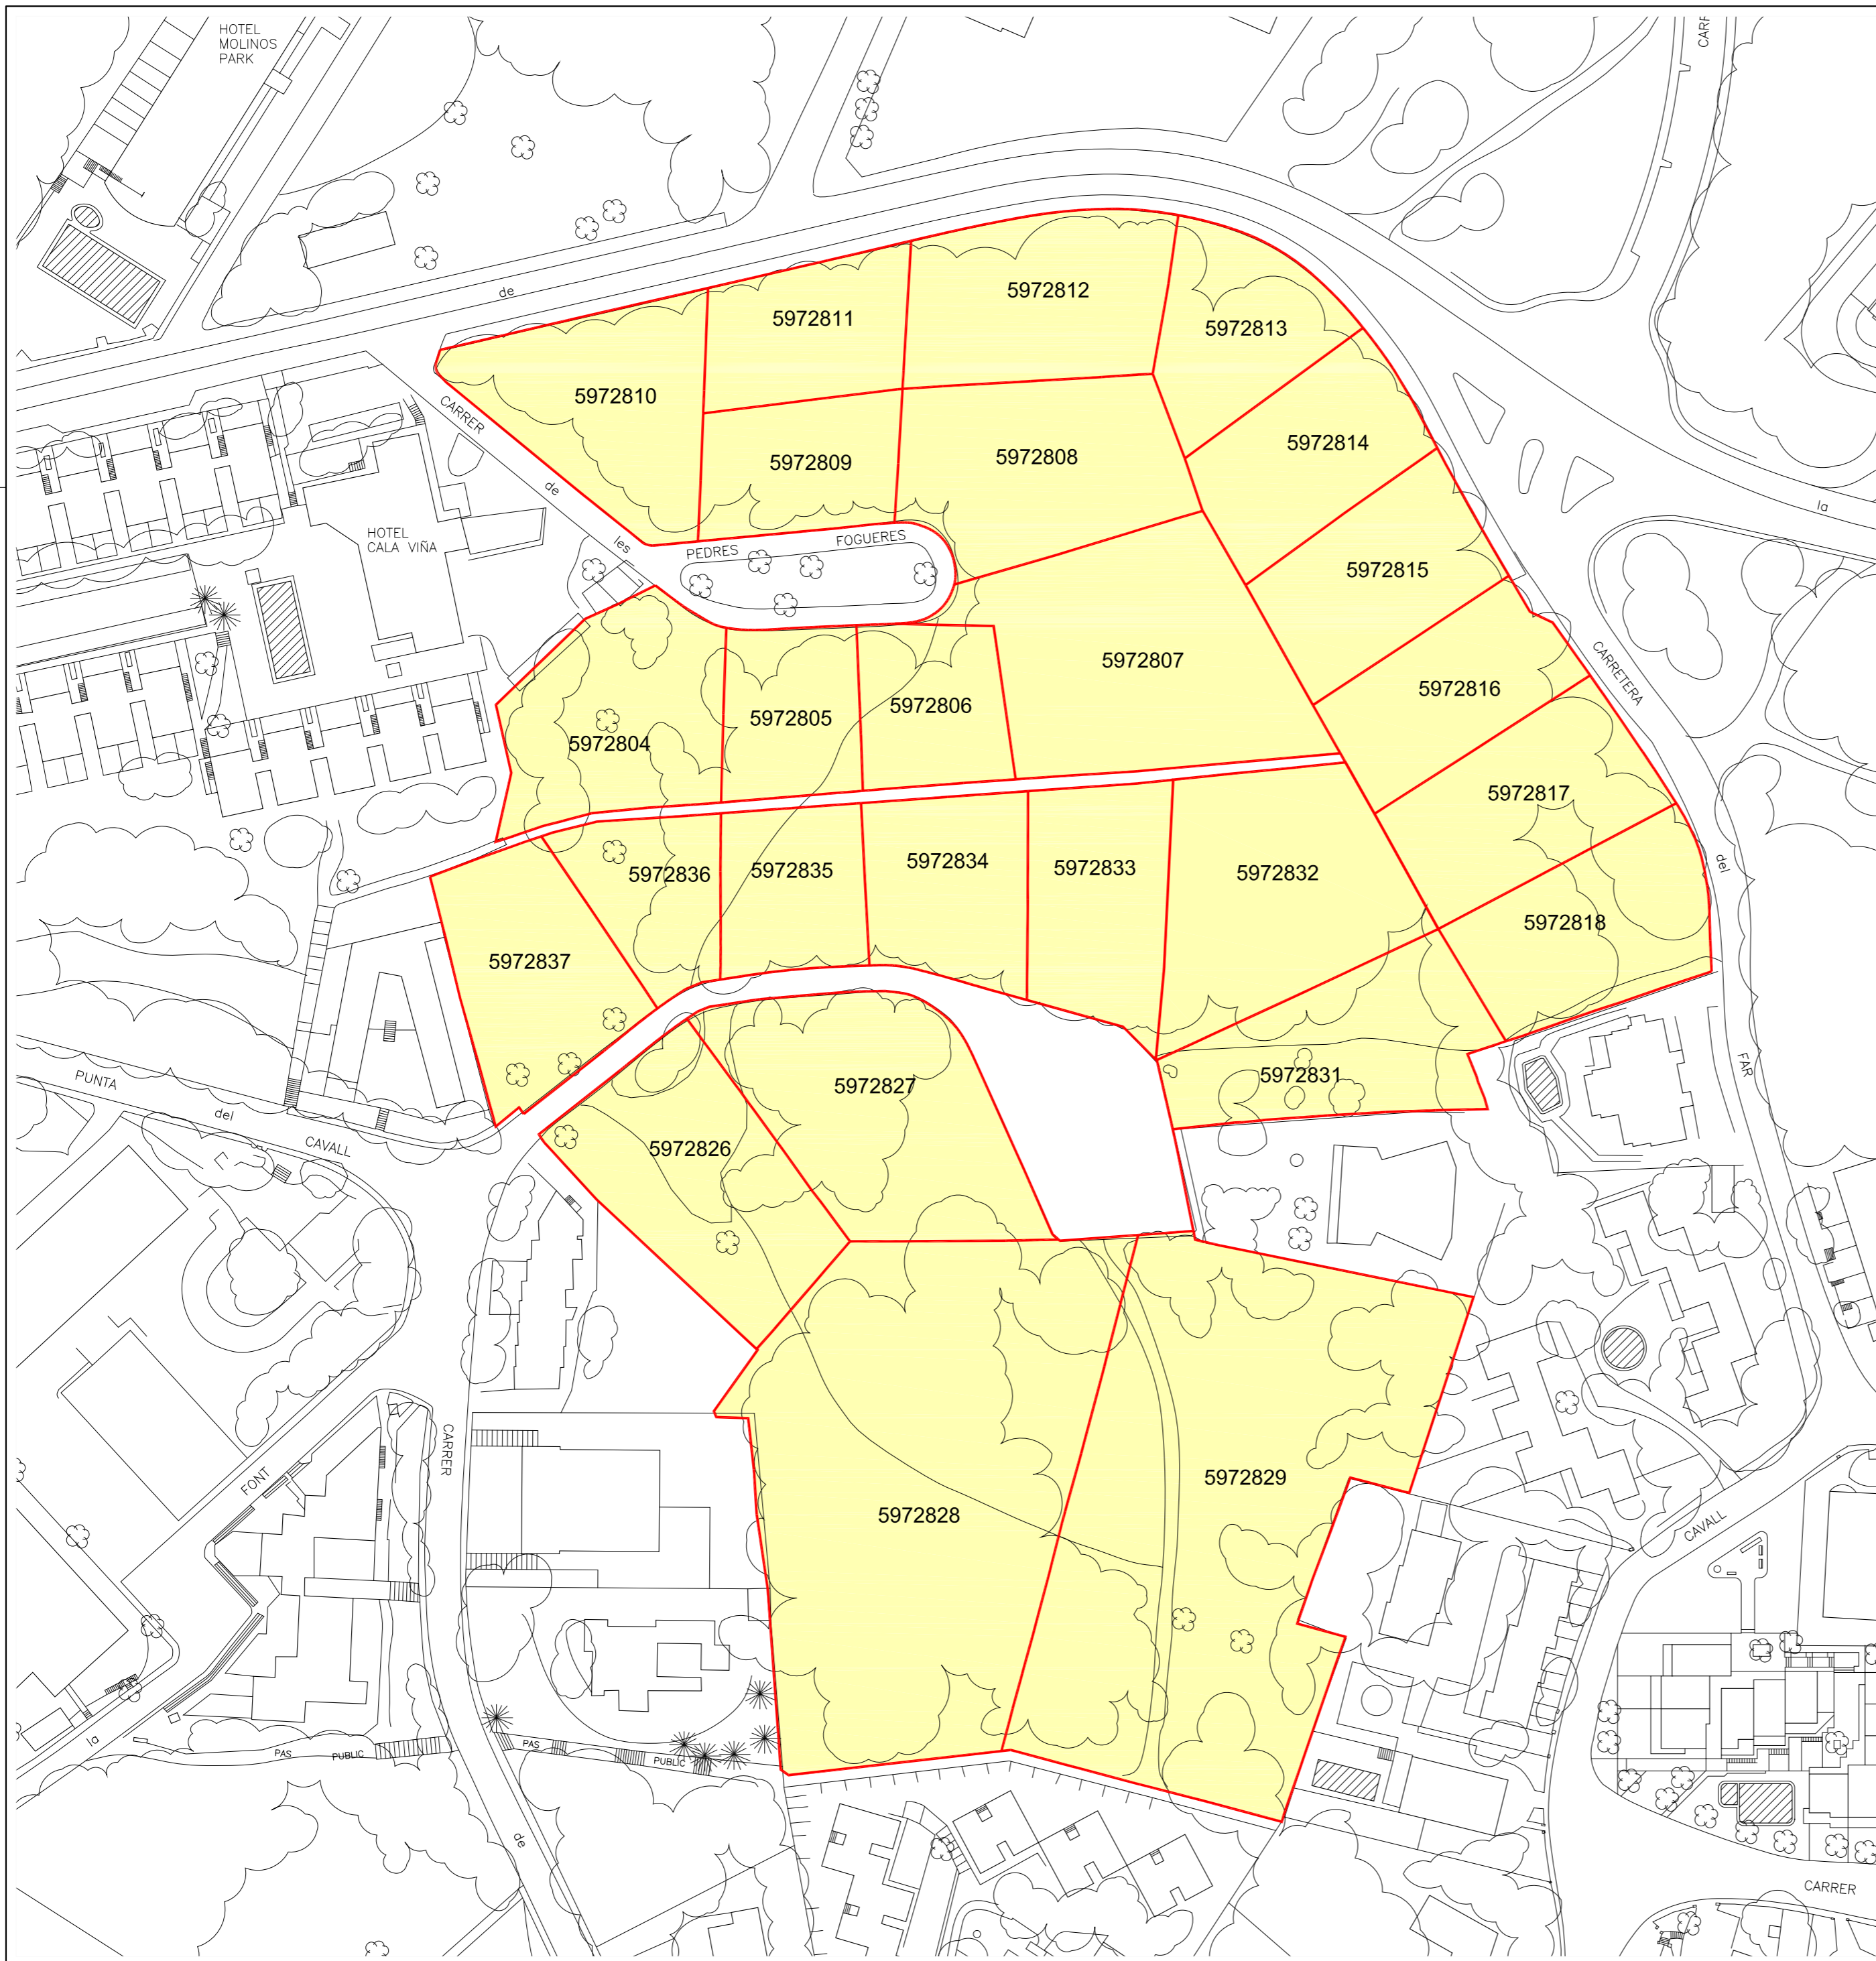 HOTEL
MOLINOS
PARK
CARR
de
5972812
5972811
5972813
5972810
CARRER
5972814
5972808
5972809
de
la
HOTEL
CALA VIÑA
les
PEDRES FOGUERES
5972815
5972807
CARRETERA
5972816
5972806
5972805
5972804
5972817
5972834
del
5972836
5972835
5972833
5972832
5972818
5972837
FAR
PUNTA
del
CAVALL
5972831
5972827
5972826
CARRER
FONT
5972829
5972828
CAVALL
la
PAS PUBLIC
PAS PUBLIC
de
CARRER